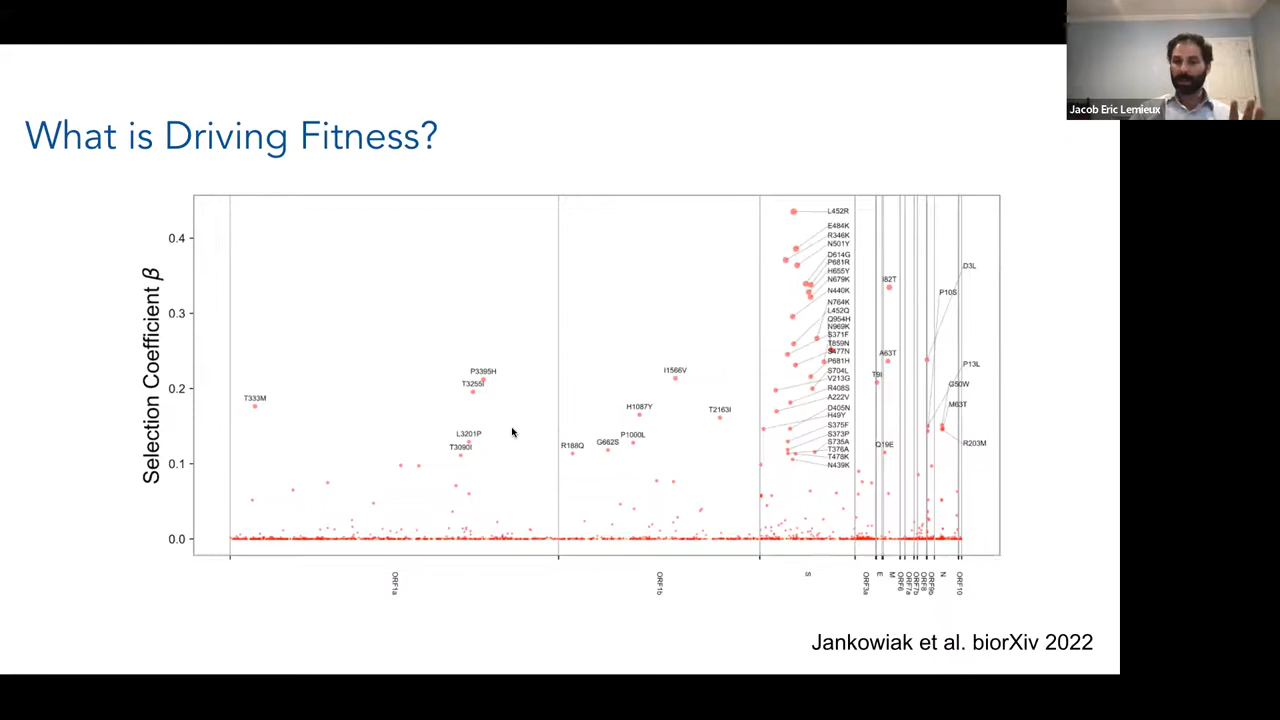 Jacob Eric Lemieux
What is Driving Fitness?
Selection Coefficient β
0.4
0.3
0.2
0.1
0.0
T333M
P3395H
T3255I
L3201P
T3090I
R188Q
G662S
P1000L
H1087Y
I1566V
T2163I
L452R
E484K
R346K
N501Y
D614G
P681R
H655Y
N679K
N440K
N764K
L452Q
Q954H
N969K
S371F
T859N
S477N
P681H
S704L
V213G
R408S
A222V
D405N
H49Y
S375F
S373P
S735A
T376A
T478K
N439K
I82T
A63T
T9I
Q19E
D3L
P10S
P13L
G50W
M63T
R203M
ORF1a
ORF1b
S
ORF3a
E
M
ORF6
ORF7a
ORF7b
ORF8
ORF9b
N
ORF10
Jankowiak et al. biorXiv 2022